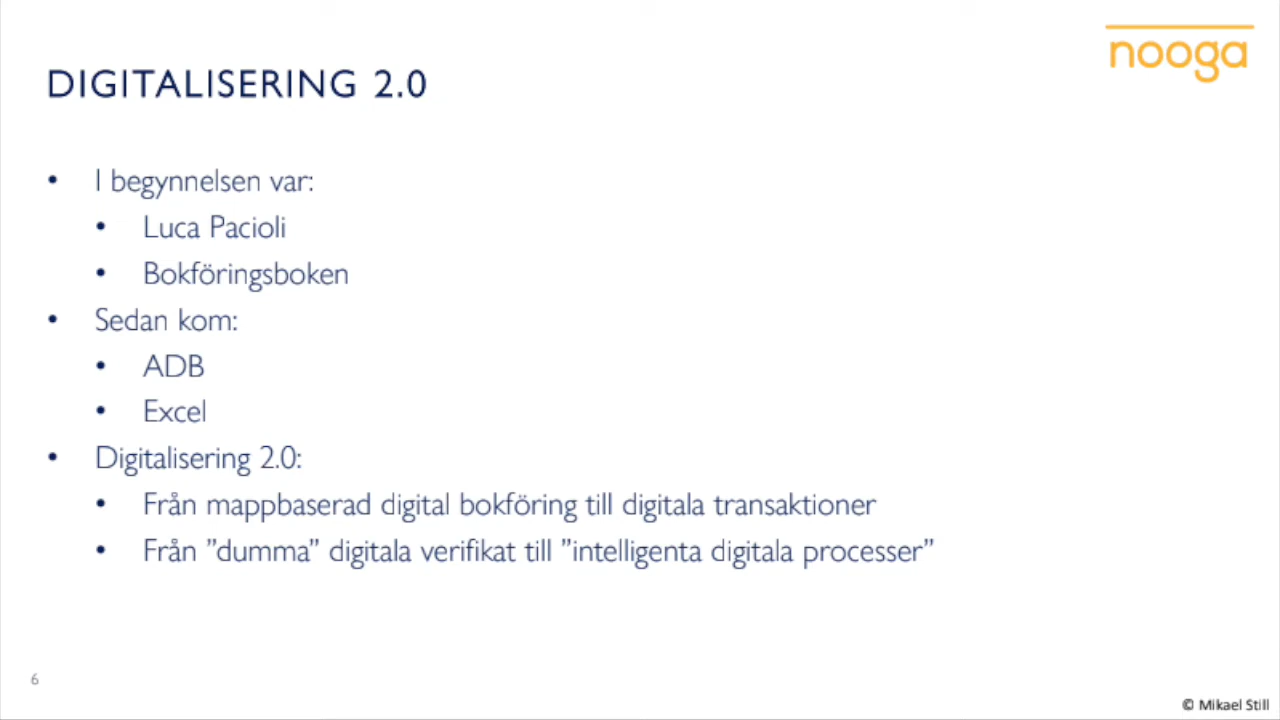 nooga
DIGITALISERING 2.0
• I begynnelsen var:
• Luca Pacioli
• Bokföringsboken
• Sedan kom:
• ADB
• Excel
• Digitalisering 2.0:
• Från mappbaserad digital bokföring till digitala transaktioner
• Från ”dumma” digitala verifikat till ”intelligenta digitala processer”
6
© Mikael Still